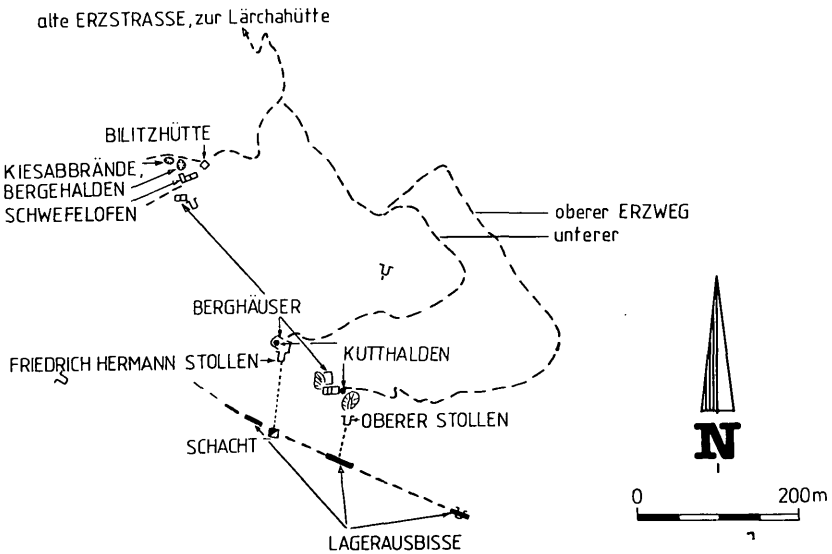 alte ERZSTRASSE, zur Lärchahütte
BILITZHÜTTE
KIESABBRÄNDE,
BERGEHALDEN
SCHWEFELOFEN
oberer ERZWEG
unterer
BERGHÄUSER
KUTTHALDEN
FRIEDRICH HERMANN STOLLEN
OBERER STOLLEN
SCHACHT
LAGERAUSBISSE
N
0 200m